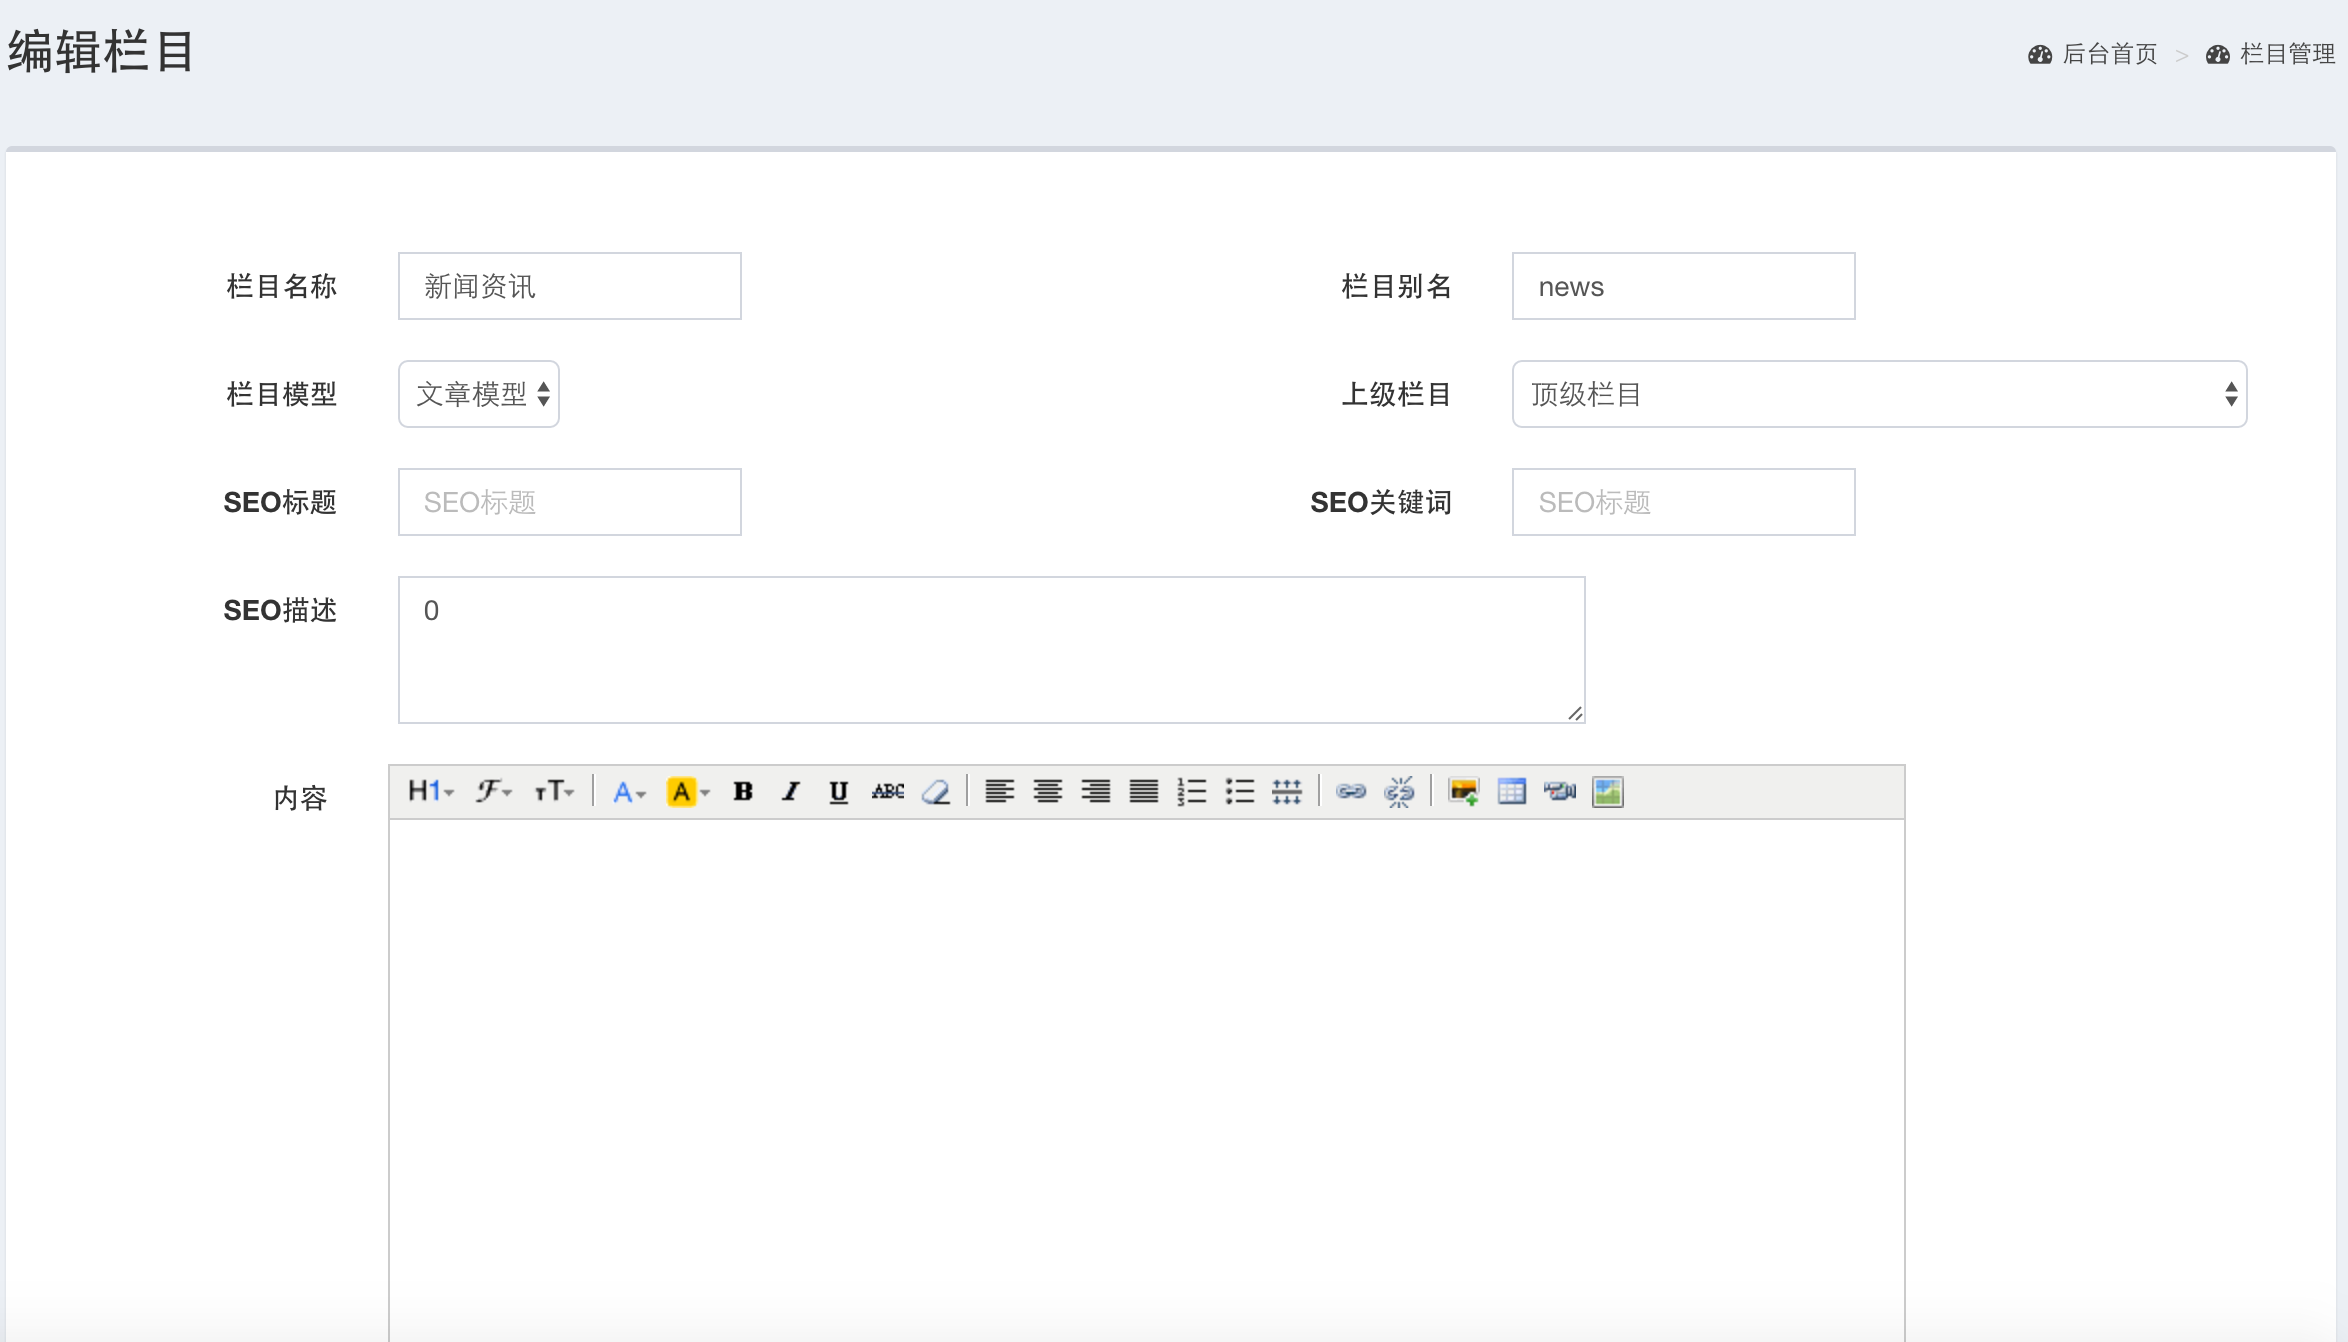 编辑栏目
后台首页 > 栏目管理
栏目名称 新闻资讯 栏目别名 news
栏目模型 文章模型 上级栏目 顶级栏目
SEO标题 SEO标题 SEO关键词 SEO标题
SEO描述 0
内容 H1 F TT A A B I U ABC